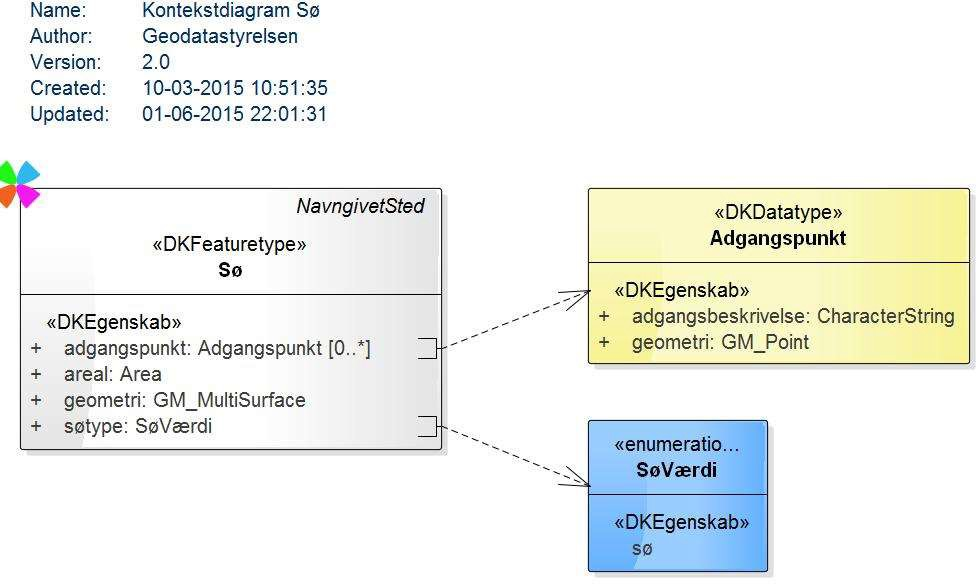 Name: Kontekstdiagram Sø
Author: Geodatastyrelsen
Version: 2.0
Created: 10-03-2015 10:51:35
Updated: 01-06-2015 22:01:31
NavngivetSted
«DKFeaturetype»
Sø
«DKEgenskab»
+ adgangspunkt: Adgangspunkt [0..*]
+ areal: Area
+ geometri: GM_MultiSurface
+ søtype: SøVærdi
«DKDatatype»
Adgangspunkt
«DKEgenskab»
+ adgangsbeskrivelse: CharacterString
+ geometri: GM_Point
«enumeratio...
SøVærdi
«DKEgenskab»
sø